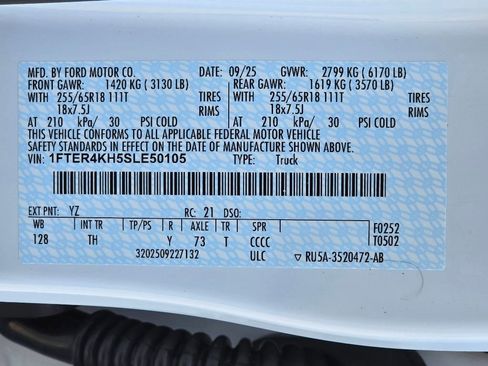 MFD. BY FORD MOTOR CO. DATE: 09/25 GVWR: 2799 KG ( 6170 LB)
FRONT GAWR: 1420 KG ( 3130 LB) REAR GAWR: 1619 KG ( 3570 LB)
WITH 255/65R18 111T TIRES WITH 255/65R18 111T TIRES
18x7.5J RIMS 18x7.5J RIMS
AT 210 kPa/ 30 PSI COLD AT 210 kPa/ 30 PSI COLD
THIS VEHICLE CONFORMS TO ALL APPLICABLE FEDERAL MOTOR VEHICLE
SAFETY STANDARDS IN EFFECT ON THE DATE OF MANUFACTURE SHOWN ABOVE.
VIN: 1FTER4KH5SLE50105 TYPE: Truck
EXT PNT: YZ RC: 21 DSO:
WB INT TR TP/PS R AXLE TR SPR F0252
128 TH Y 73 T CCCC T0502
3202509227132 ULC ▽ RU5A-3520472-AB